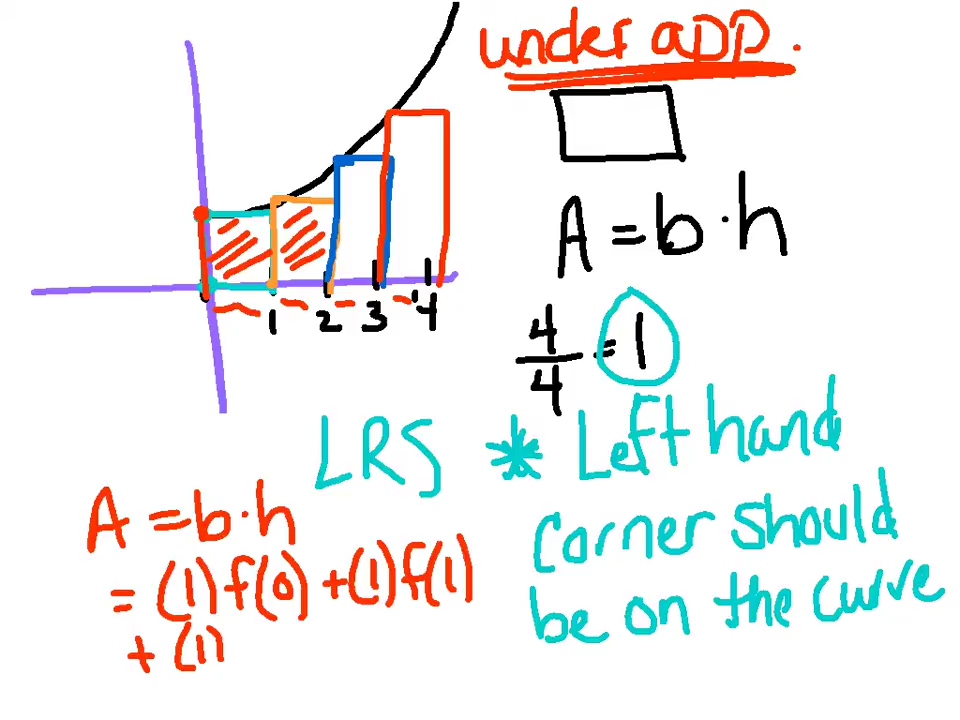 under app.
A = b · h
1 2 3 4
4/4 = 1
LRS * Left hand
corner should
be on the curve
A = b · h
= (1) f(0) + (1) f(1)
+ (1)